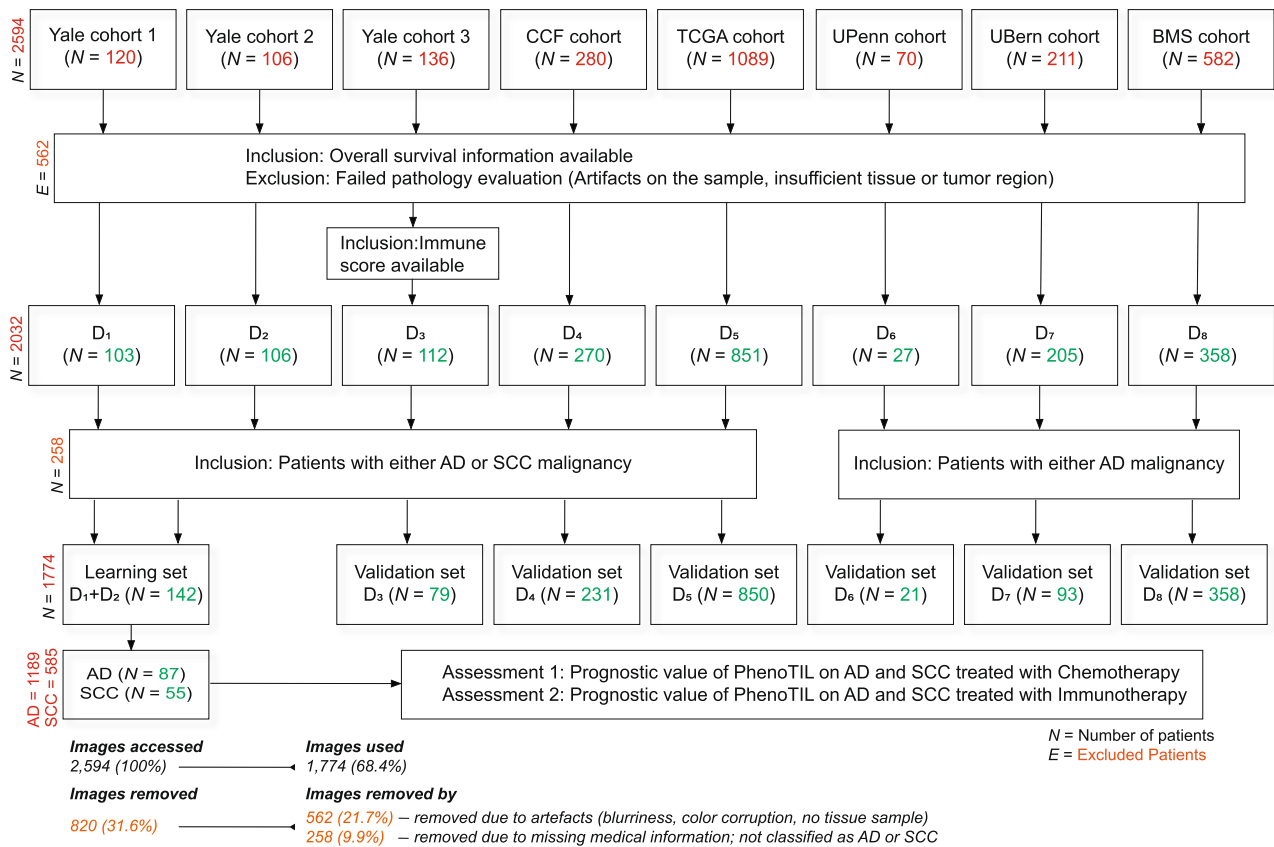 N = 2594
Yale cohort 1
(N = 120)
Yale cohort 2
(N = 106)
Yale cohort 3
(N = 136)
CCF cohort
(N = 280)
TCGA cohort
(N = 1089)
UPenn cohort
(N = 70)
UBern cohort
(N = 211)
BMS cohort
(N = 582)
E = 562
Inclusion: Overall survival information available
Exclusion: Failed pathology evaluation (Artifacts on the sample, insufficient tissue or tumor region)
Inclusion:Immune
score available
N = 2032
D₁
(N = 103)
D₂
(N = 106)
D₃
(N = 112)
D₄
(N = 270)
D₅
(N = 851)
D₆
(N = 27)
D₇
(N = 205)
D₈
(N = 358)
N = 258
Inclusion: Patients with either AD or SCC malignancy
Inclusion: Patients with either AD malignancy
N = 1774
Learning set
D₁+D₂ (N = 142)
Validation set
D₃ (N = 79)
Validation set
D₄ (N = 231)
Validation set
D₅ (N = 850)
Validation set
D₆ (N = 21)
Validation set
D₇ (N = 93)
Validation set
D₈ (N = 358)
AD = 1189
SCC = 585
AD (N = 87)
SCC (N = 55)
Assessment 1: Prognostic value of PhenoTIL on AD and SCC treated with Chemotherapy
Assessment 2: Prognostic value of PhenoTIL on AD and SCC treated with Immunotherapy
N = Number of patients
E = Excluded Patients
Images accessed
2,594 (100%)
Images used
1,774 (68.4%)
Images removed
820 (31.6%)
Images removed by
562 (21.7%) – removed due to artefacts (blurriness, color corruption, no tissue sample)
258 (9.9%) – removed due to missing medical information; not classified as AD or SCC